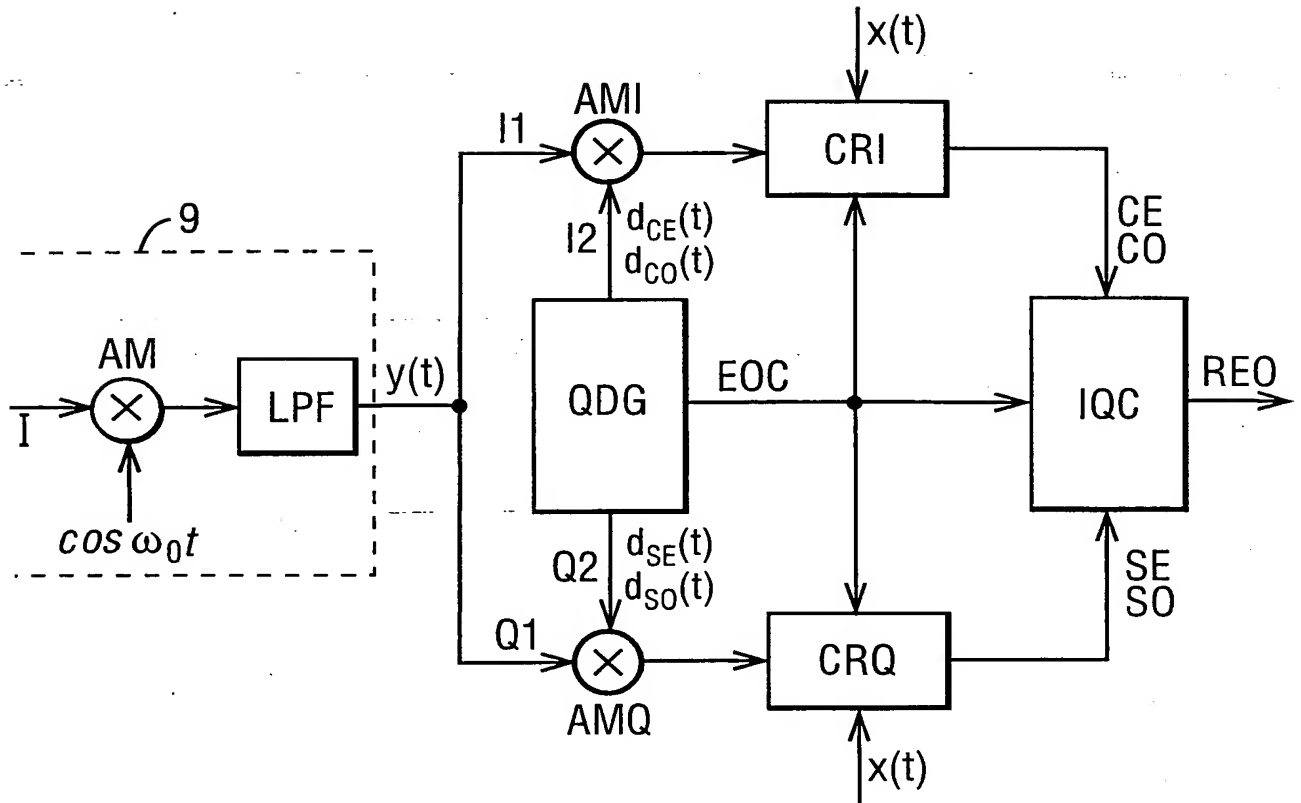 x(t)
AMI
I1
CRI
9
I2
d_CE(t)
d_CO(t)
CE
CO
AM
I
LPF
y(t)
QDG
EOC
IQC
REO
cos ω₀t
Q2
d_SE(t)
d_SO(t)
SE
SO
Q1
AMQ
CRQ
x(t)